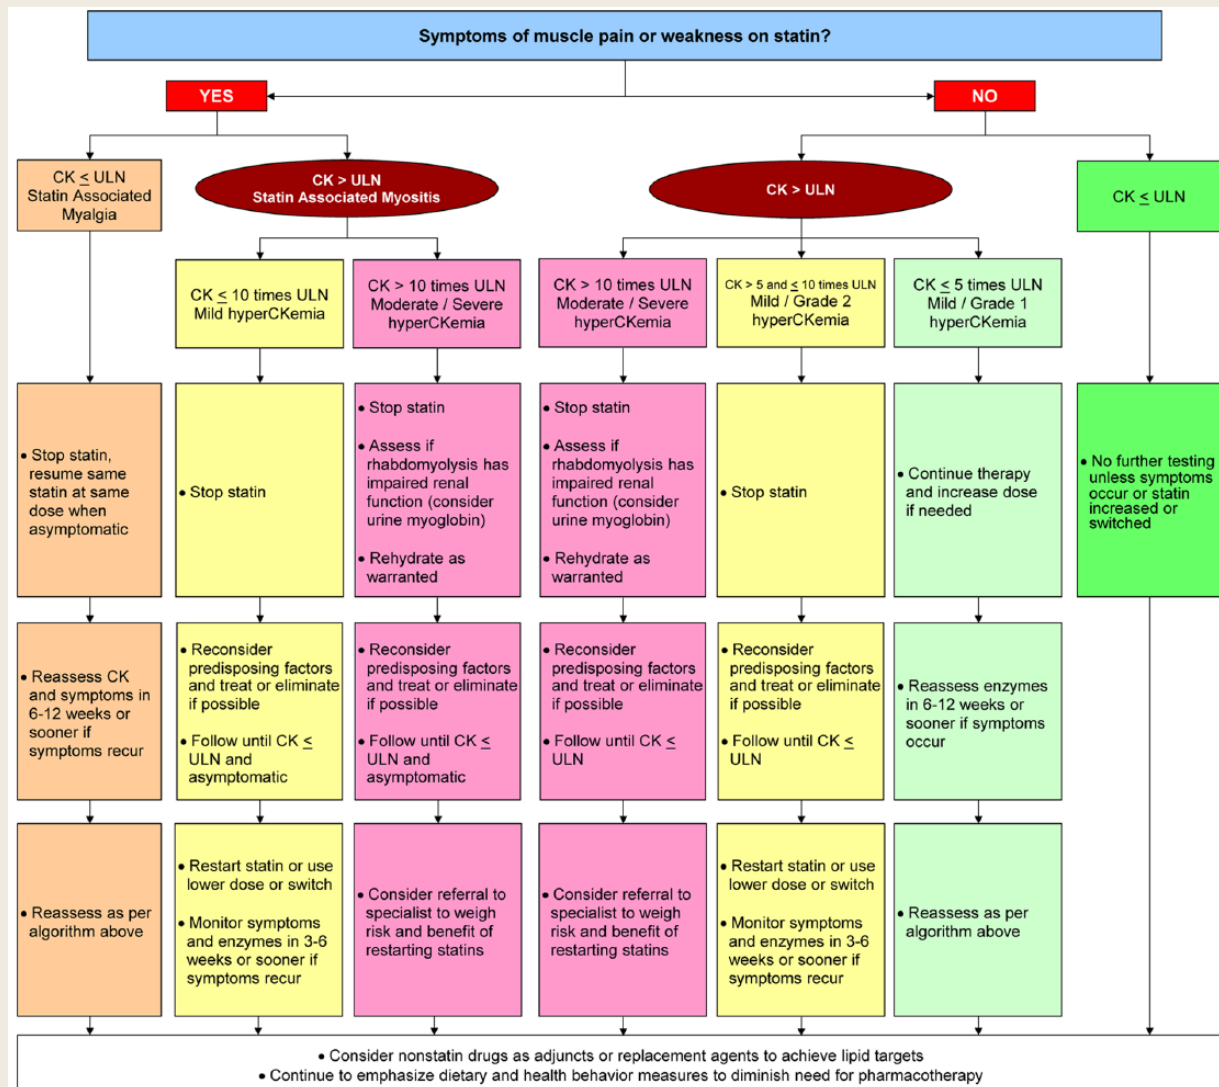 Symptoms of muscle pain or weakness on statin?
YES
NO
CK ≤ ULN
Statin Associated
Myalgia
CK > ULN
Statin Associated Myositis
CK > ULN
CK ≤ ULN
CK ≤ 10 times ULN
Mild hyperCKemia
CK > 10 times ULN
Moderate / Severe
hyperCKemia
CK > 10 times ULN
Moderate / Severe
hyperCKemia
CK > 5 and ≤ 10 times ULN
Mild / Grade 2
hyperCKemia
CK ≤ 5 times ULN
Mild / Grade 1
hyperCKemia
• Stop statin,
resume same
statin at same
dose when
asymptomatic
• Stop statin
• Stop statin
• Assess if
rhabdomyolysis has
impaired renal
function (consider
urine myoglobin)
• Rehydrate as
warranted
• Stop statin
• Assess if
rhabdomyolysis has
impaired renal
function (consider
urine myoglobin)
• Rehydrate as
warranted
• Stop statin
• Continue therapy
and increase dose
if needed
• No further testing
unless symptoms
occur or statin
increased or
switched
• Reassess CK
and symptoms in
6-12 weeks or
sooner if
symptoms recur
• Reconsider
predisposing factors
and treat or eliminate
if possible
• Follow until CK ≤
ULN and
asymptomatic
• Reconsider
predisposing factors
and treat or eliminate
if possible
• Follow until CK ≤
ULN and asymptomatic
• Reconsider
predisposing factors
and treat or eliminate
if possible
• Follow until CK ≤
ULN
• Reconsider
predisposing factors
and treat or eliminate
if possible
• Follow until CK ≤
ULN
• Reassess enzymes
in 6-12 weeks or
sooner if symptoms
occur
• Reassess as per
algorithm above
• Restart statin or use
lower dose or switch
• Monitor symptoms
and enzymes in 3-6
weeks or sooner if
symptoms recur
• Consider referral to
specialist to weigh
risk and benefit of
restarting statins
• Consider referral to
specialist to weigh
risk and benefit of
restarting statins
• Restart statin or use
lower dose or switch
• Monitor symptoms
and enzymes in 3-6
weeks or sooner if
symptoms recur
• Reassess as per
algorithm above
• Consider nonstatin drugs as adjuncts or replacement agents to achieve lipid targets
• Continue to emphasize dietary and health behavior measures to diminish need for pharmacotherapy